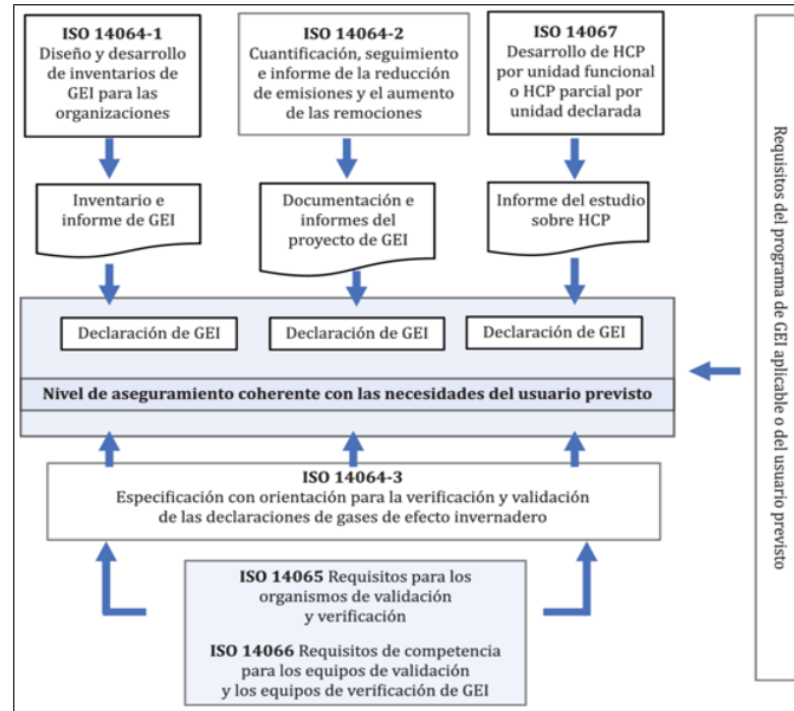 ISO 14064-1
Diseño y desarrollo
de inventarios de
GEI para las
organizaciones
ISO 14064-2
Cuantificación, seguimiento
e informe de la reducción
de emisiones y el aumento
de las remociones
ISO 14067
Desarrollo de HCP
por unidad funcional
o HCP parcial por
unidad declarada
Inventario e
informe de GEI
Documentación e
informes del
proyecto de GEI
Informe del estudio
sobre HCP
Declaración de GEI
Declaración de GEI
Declaración de GEI
Nivel de aseguramiento coherente con las necesidades del usuario previsto
ISO 14064-3
Especificación con orientación para la verificación y validación
de las declaraciones de gases de efecto invernadero
ISO 14065 Requisitos para los
organismos de validación
y verificación
ISO 14066 Requisitos de competencia
para los equipos de validación
y los equipos de verificación de GEI
Requisitos del programa de GEI aplicable o del usuario previsto